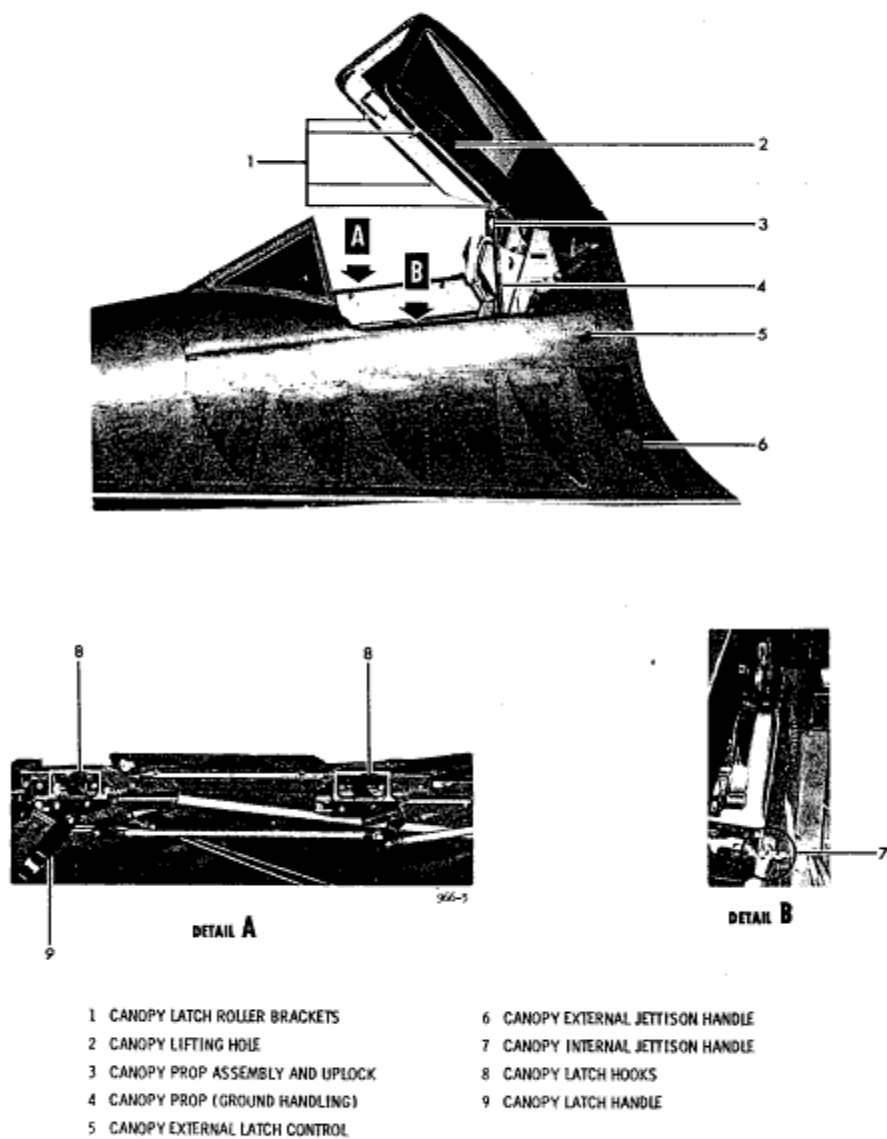 1
2
A
3
B
4
5
6
8
8
7
966-5
DETAIL A
DETAIL B
9
1 CANOPY LATCH ROLLER BRACKETS
2 CANOPY LIFTING HOLE
3 CANOPY PROP ASSEMBLY AND UPLOCK
4 CANOPY PROP (GROUND HANDLING)
5 CANOPY EXTERNAL LATCH CONTROL
6 CANOPY EXTERNAL JETTISON HANDLE
7 CANOPY INTERNAL JETTISON HANDLE
8 CANOPY LATCH HOOKS
9 CANOPY LATCH HANDLE